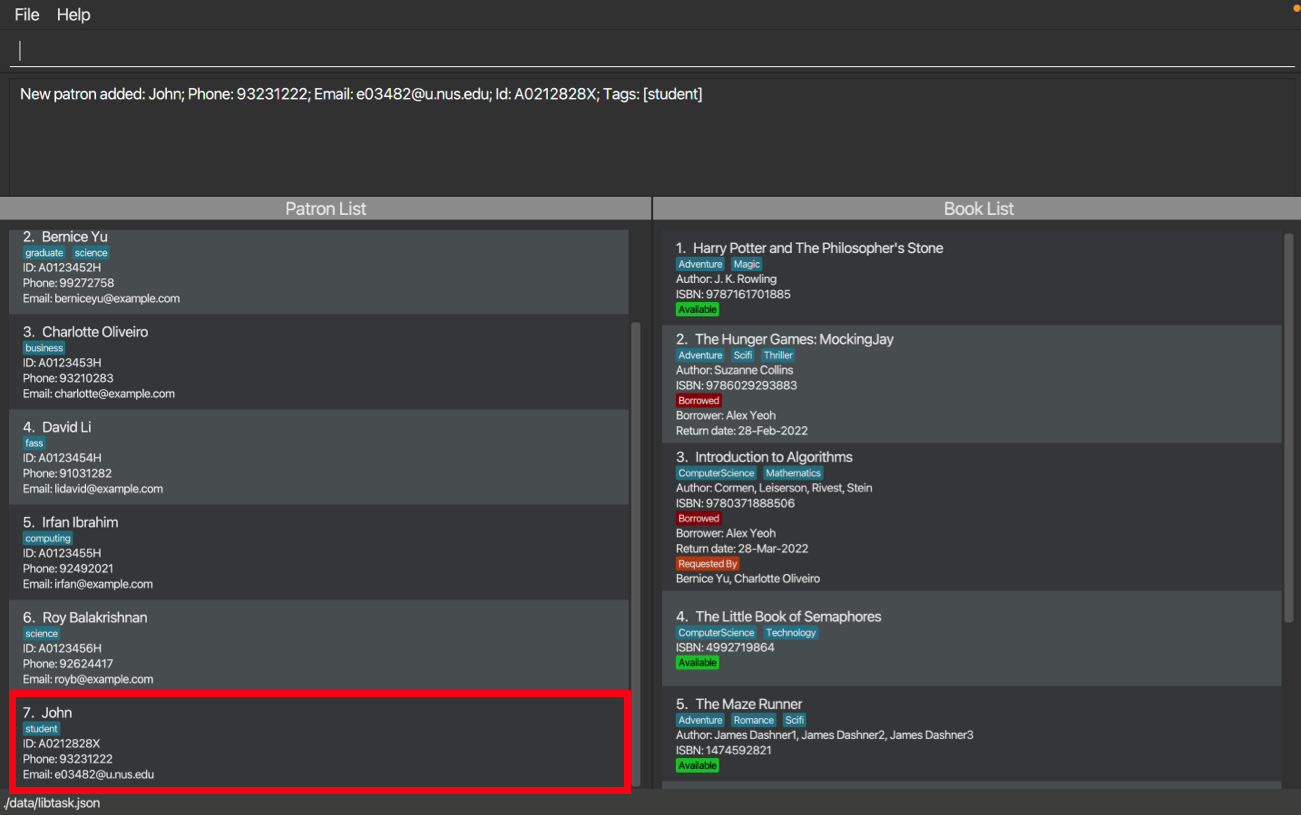 File Help
New patron added: John; Phone: 93231222; Email: e03482@u.nus.edu; Id: A0212828X; Tags: [student]
Patron List
2. Bernice Yu
graduate science
ID: A0123452H
Phone: 99272758
Email: berniceyu@example.com
3. Charlotte Oliveiro
business
ID: A0123453H
Phone: 93210283
Email: charlotte@example.com
4. David Li
fass
ID: A0123454H
Phone: 91031282
Email: lidavid@example.com
5. Irfan Ibrahim
computing
ID: A0123455H
Phone: 92492021
Email: irfan@example.com
6. Roy Balakrishnan
science
ID: A0123456H
Phone: 92624417
Email: royb@example.com
7. John
student
ID: A0212828X
Phone: 93231222
Email: e03482@u.nus.edu
Book List
1. Harry Potter and The Philosopher's Stone
Adventure Magic
Author: J. K. Rowling
ISBN: 9787161701885
Available
2. The Hunger Games: MockingJay
Adventure Scifi Thriller
Author: Suzanne Collins
ISBN: 9786029293883
Borrowed
Borrower: Alex Yeoh
Return date: 28-Feb-2022
3. Introduction to Algorithms
ComputerScience Mathematics
Author: Cormen, Leiserson, Rivest, Stein
ISBN: 9780371888506
Borrowed
Borrower: Alex Yeoh
Return date: 28-Mar-2022
Requested By
Bernice Yu, Charlotte Oliveiro
4. The Little Book of Semaphores
ComputerScience Technology
ISBN: 4992719864
Available
5. The Maze Runner
Adventure Romance Scifi
Author: James Dashner1, James Dashner2, James Dashner3
ISBN: 1474592821
Available
./data/libtask.json